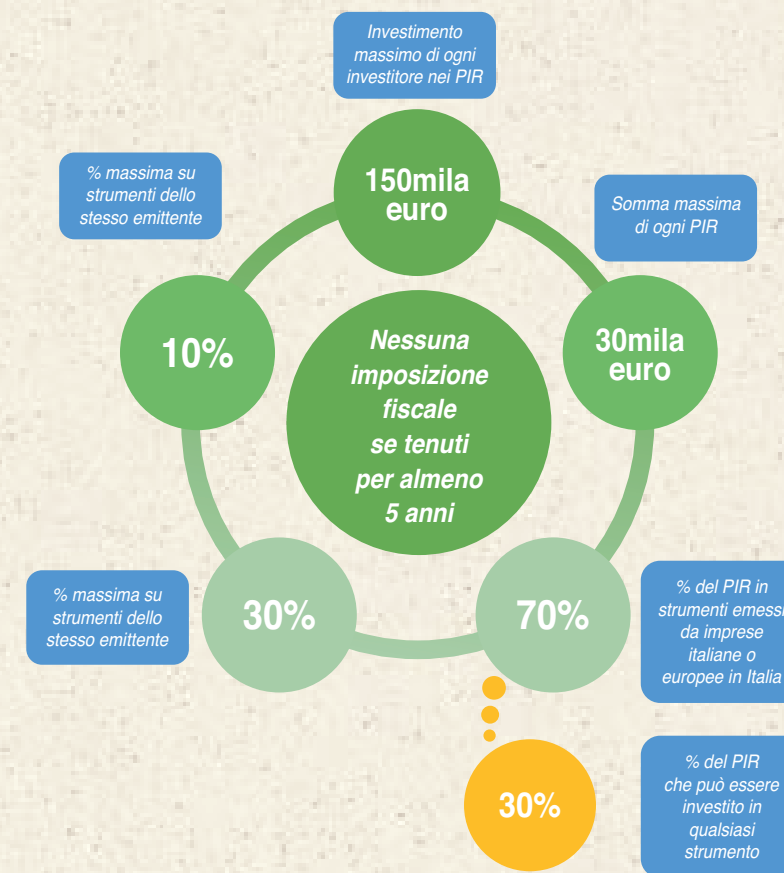 Investimento
massimo di ogni
investitore nei PIR
150mila
euro
% massima su
strumenti dello
stesso emittente
10%
Somma massima
di ogni PIR
30mila
euro
Nessuna
imposizione
fiscale
se tenuti
per almeno
5 anni
% massima su
strumenti dello
stesso emittente
30%
70%
% del PIR in
strumenti emessi
da imprese
italiane o
europee in Italia
30%
% del PIR
che può essere
investito in
qualsiasi
strumento